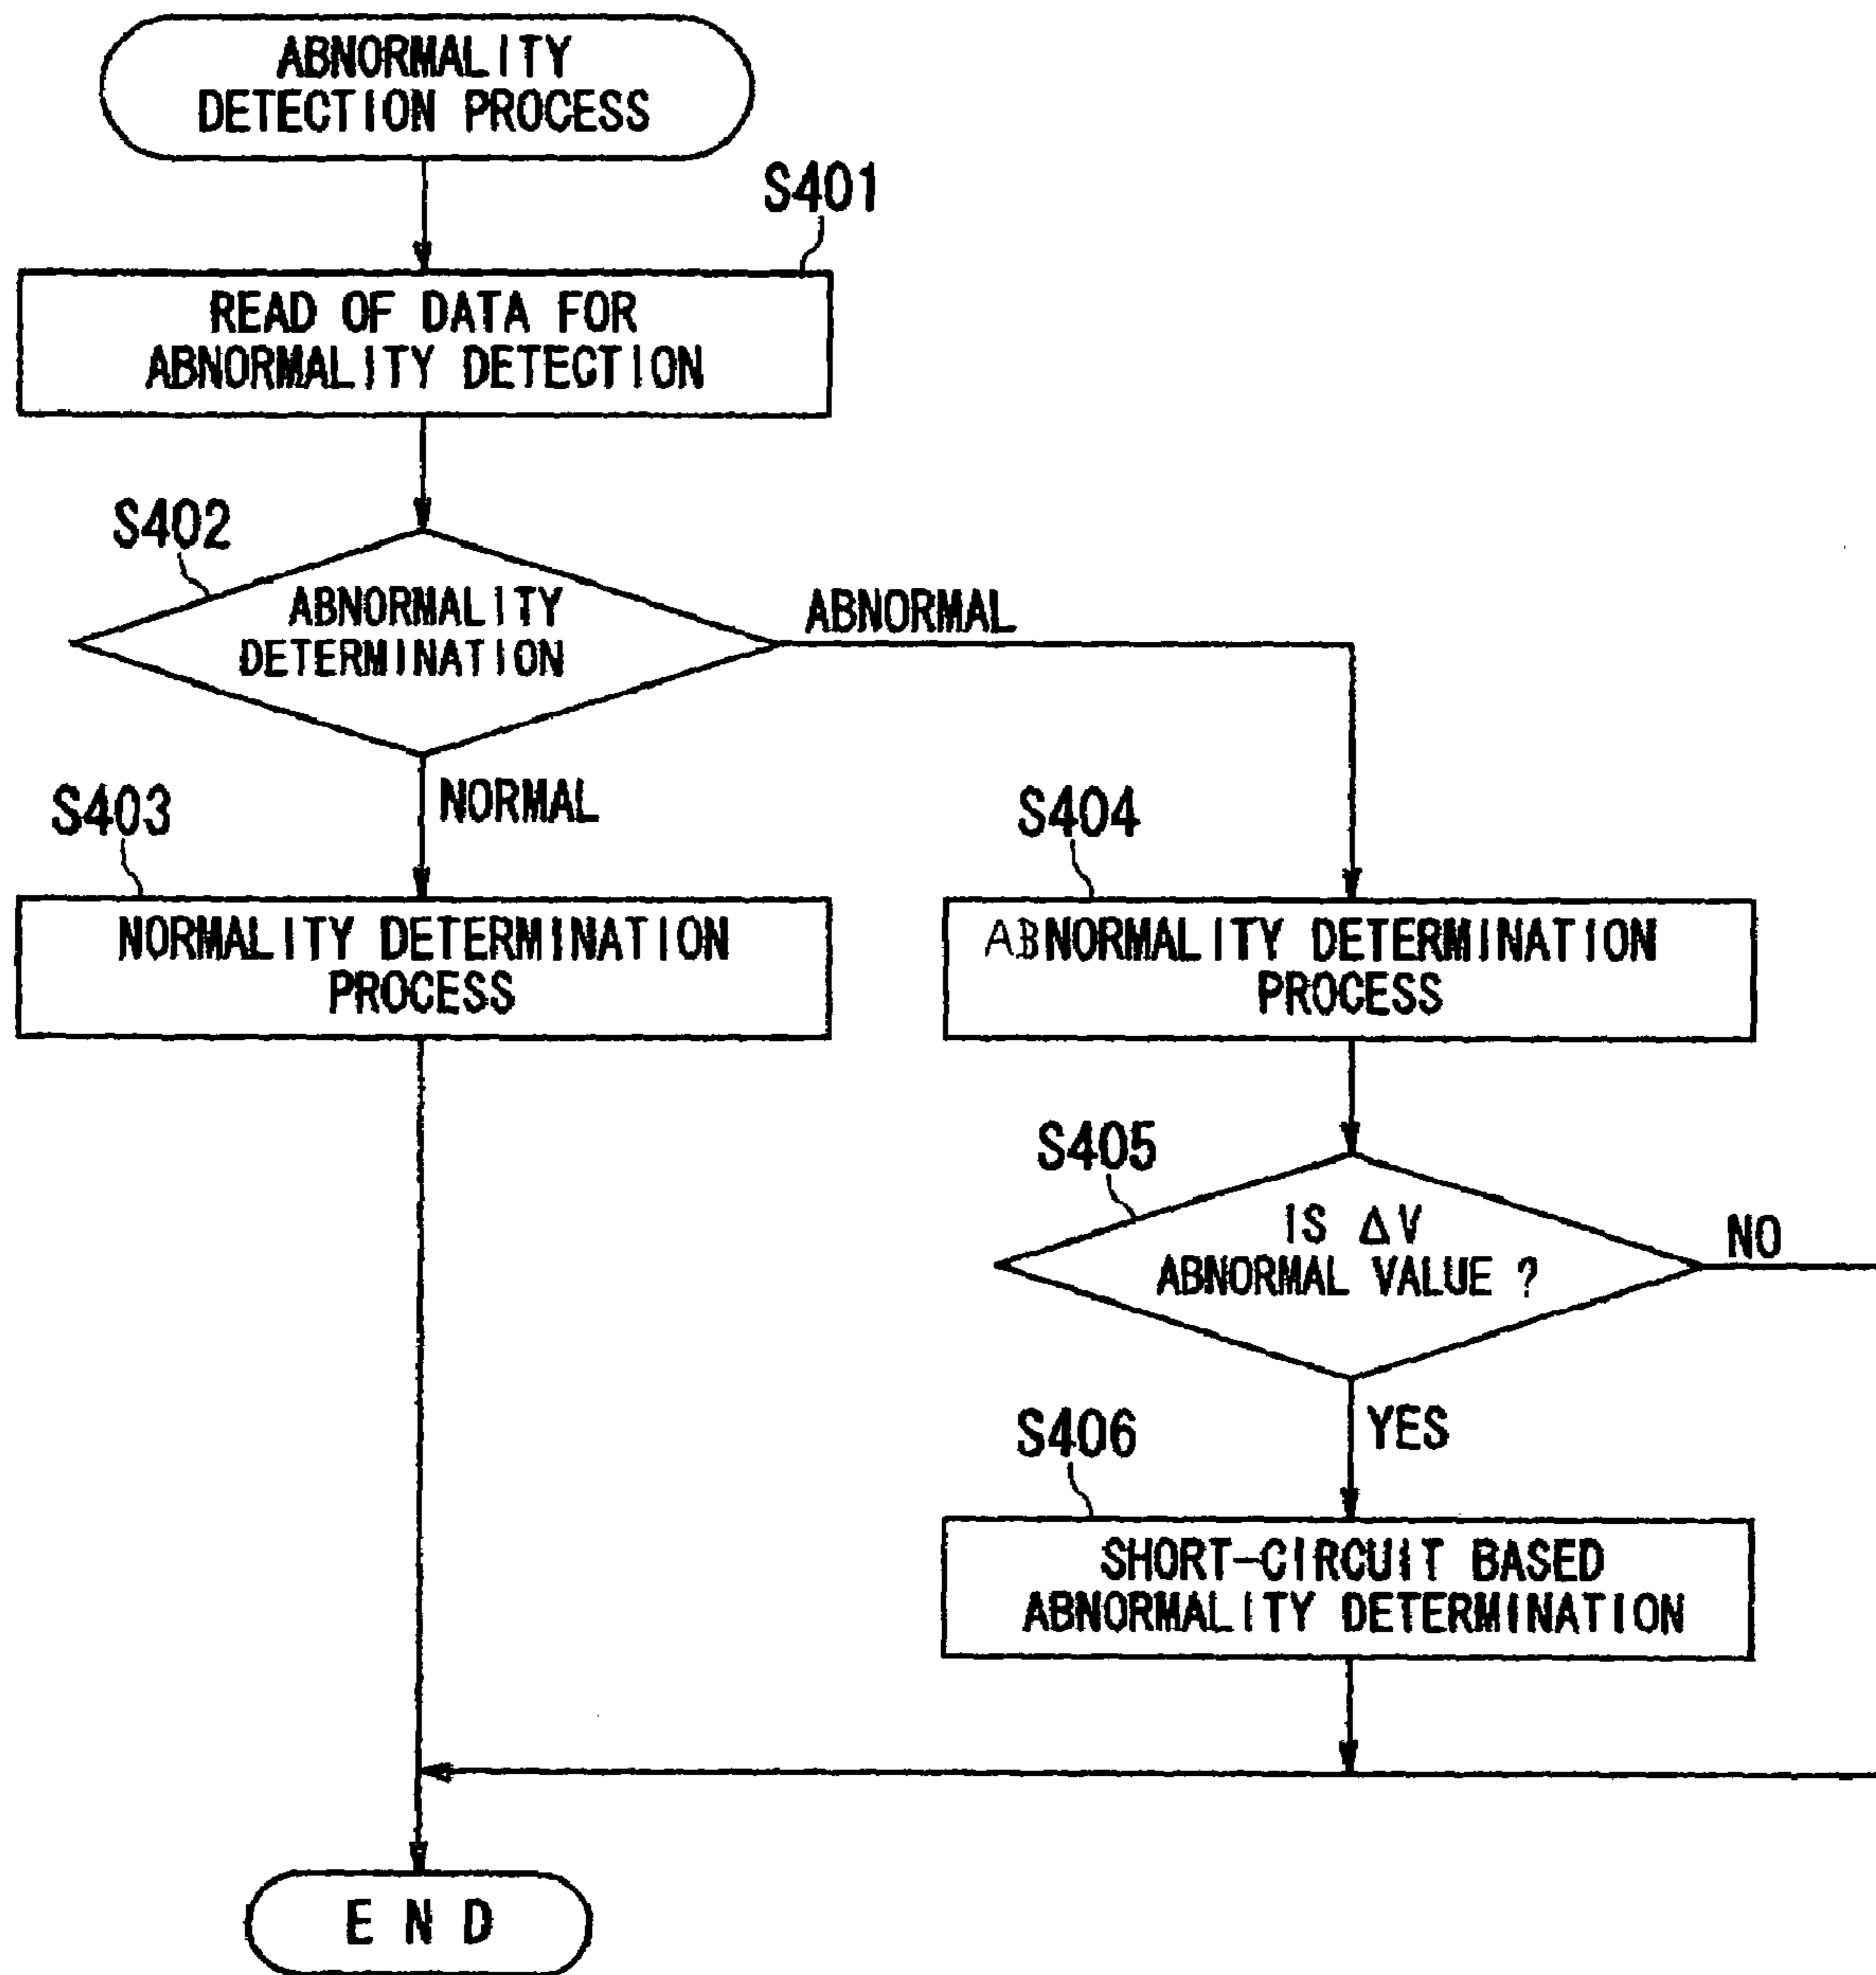 ABNORMALITY
DETECTION PROCESS
S401
READ OF DATA FOR
ABNORMALITY DETECTION
S402
ABNORMALITY
DETERMINATION
ABNORMAL
NORMAL
S403
NORMALITY DETERMINATION
PROCESS
S404
ABNORMALITY DETERMINATION
PROCESS
S405
IS ΔV
ABNORMAL VALUE ?
NO
YES
S406
SHORT-CIRCUIT BASED
ABNORMALITY DETERMINATION
E N D